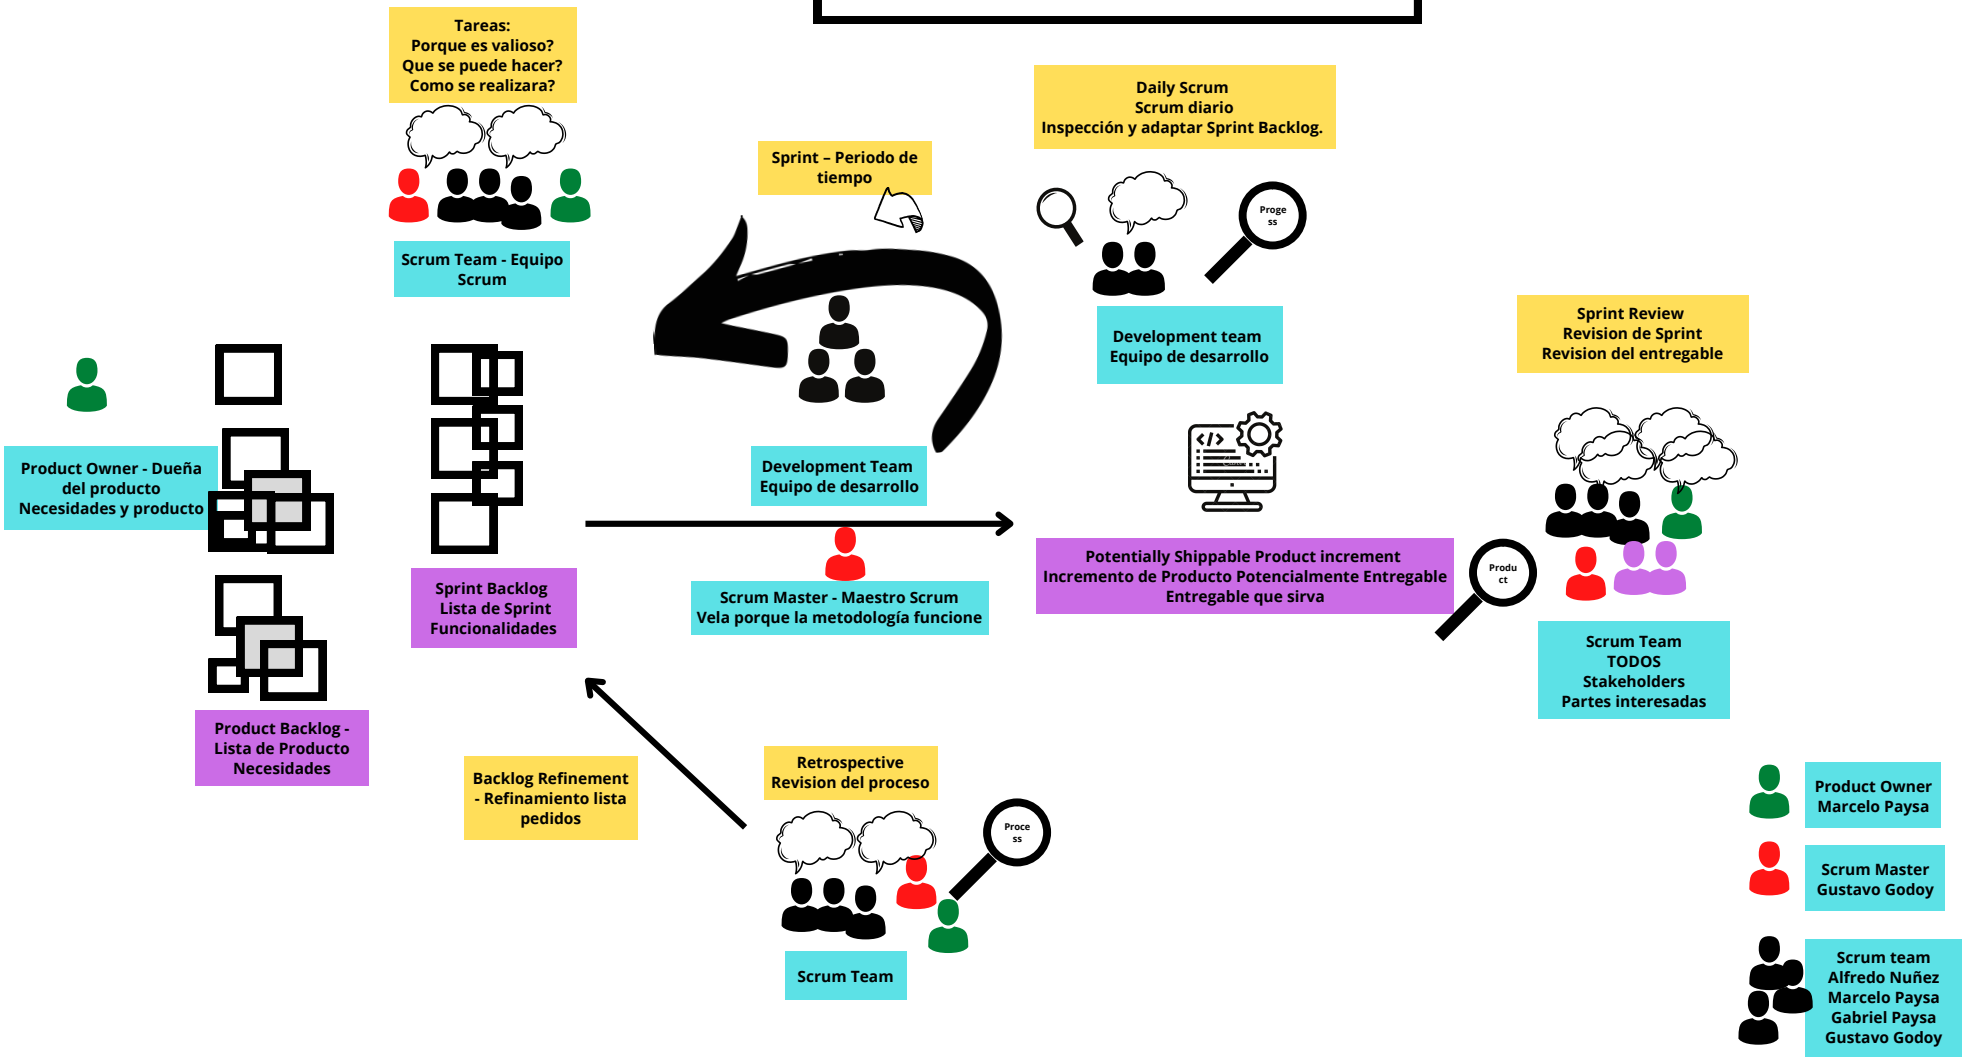 Tareas:
Porque es valioso?
Que se puede hacer?
Como se realizara?
Scrum Team - Equipo
Scrum
Sprint – Periodo de
tiempo
Daily Scrum
Scrum diario
Inspección y adaptar Sprint Backlog.
Proge
ss
Development team
Equipo de desarrollo
Sprint Review
Revision de Sprint
Revision del entregable
Product Owner - Dueña
del producto
Necesidades y producto
Development Team
Equipo de desarrollo
Sprint Backlog
Lista de Sprint
Funcionalidades
Scrum Master - Maestro Scrum
Vela porque la metodología funcione
</>
Potentially Shippable Product increment
Incremento de Producto Potencialmente Entregable
Entregable que sirva
Produ
ct
Scrum Team
TODOS
Stakeholders
Partes interesadas
Product Backlog -
Lista de Producto
Necesidades
Backlog Refinement
- Refinamiento lista
pedidos
Retrospective
Revision del proceso
Proce
ss
Scrum Team
Product Owner
Marcelo Paysa
Scrum Master
Gustavo Godoy
Scrum team
Alfredo Nuñez
Marcelo Paysa
Gabriel Paysa
Gustavo Godoy